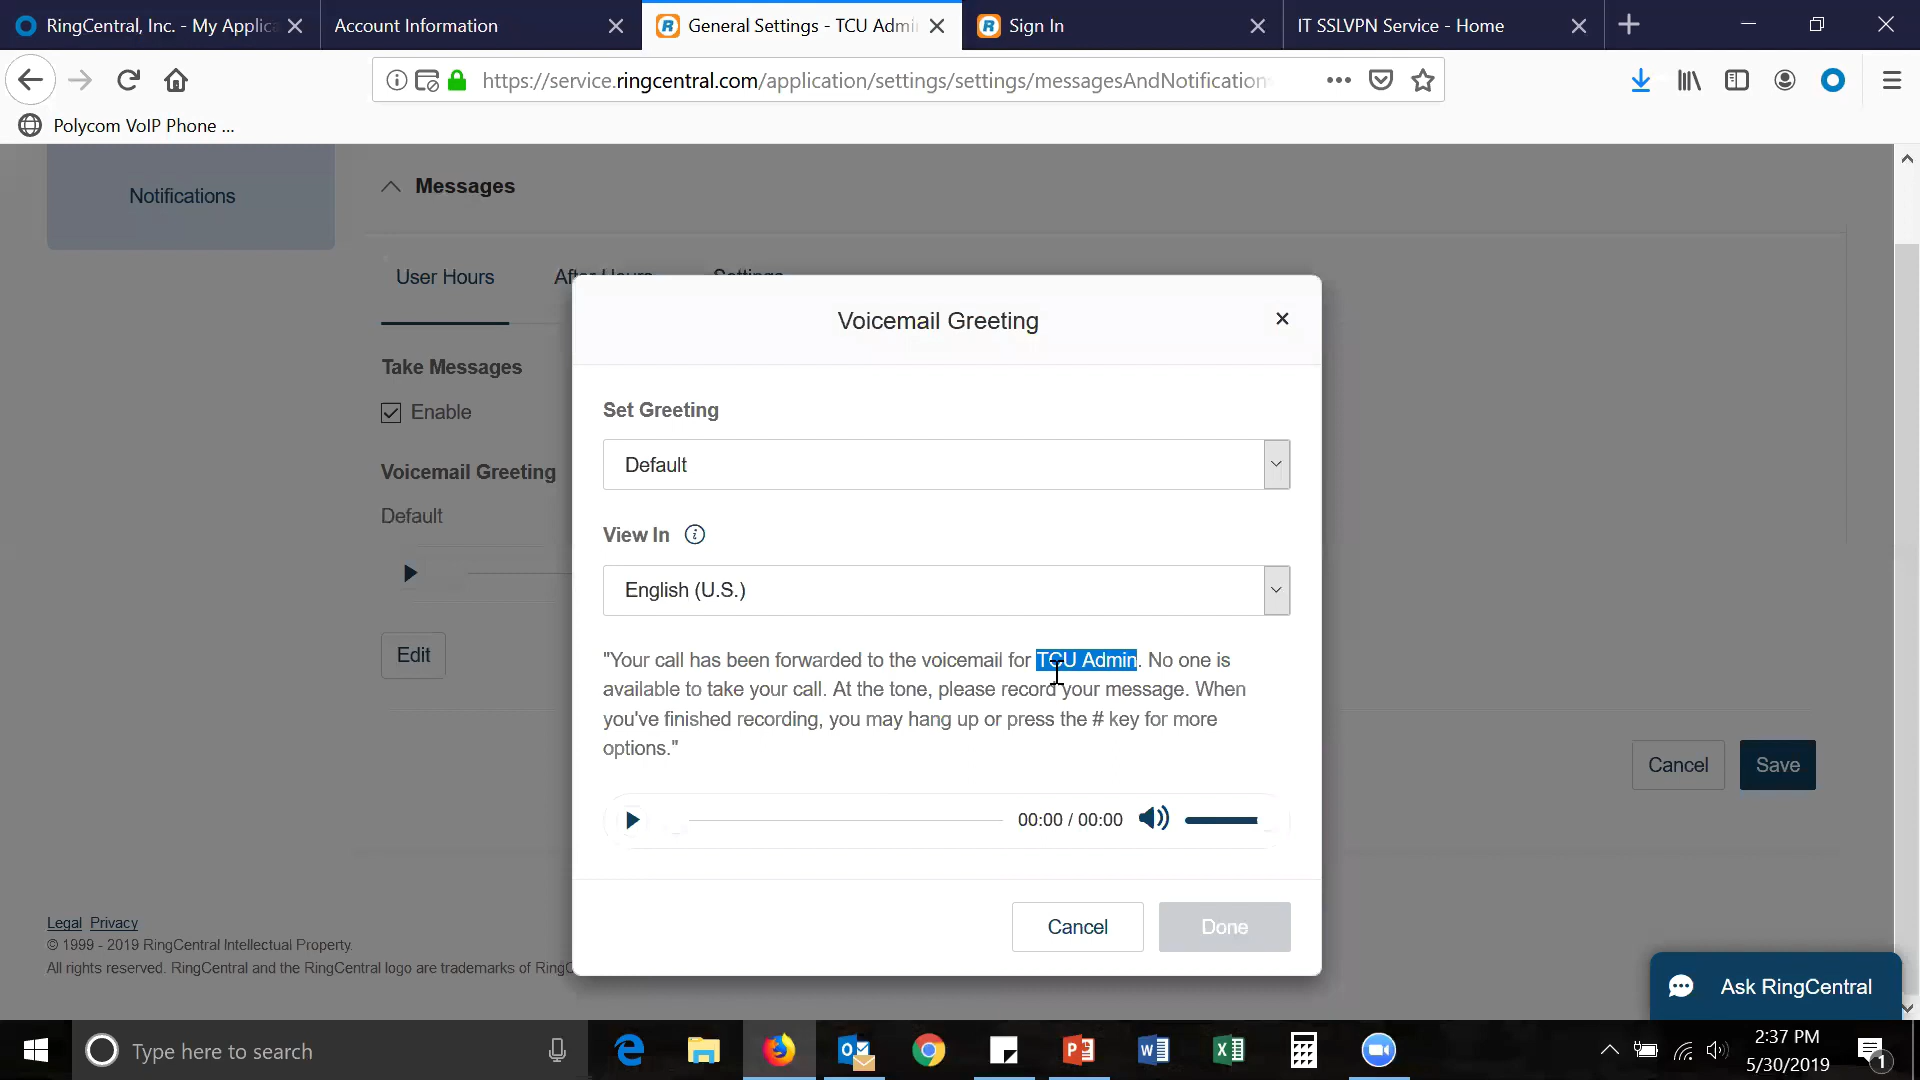 RingCentral, Inc. - My Applica
Account Information
General Settings - TCU Admi
Sign In
IT SSLVPN Service - Home
https://service.ringcentral.com/application/settings/settings/messagesAndNotification
Polycom VoIP Phone ...
Notifications
Messages
User Hours
After Hours
Settings
Take Messages
Enable
Voicemail Greeting
Default
Edit
Voicemail Greeting
Set Greeting
Default
View In
English (U.S.)
"Your call has been forwarded to the voicemail for TCU Admin. No one is
available to take your call. At the tone, please record your message. When
you've finished recording, you may hang up or press the # key for more
options."
00:00 / 00:00
Cancel
Done
Cancel
Save
Legal Privacy
© 1999 - 2019 RingCentral Intellectual Property.
All rights reserved. RingCentral and the RingCentral logo are trademarks of RingC
Ask RingCentral
Type here to search
2:37 PM
5/30/2019
1